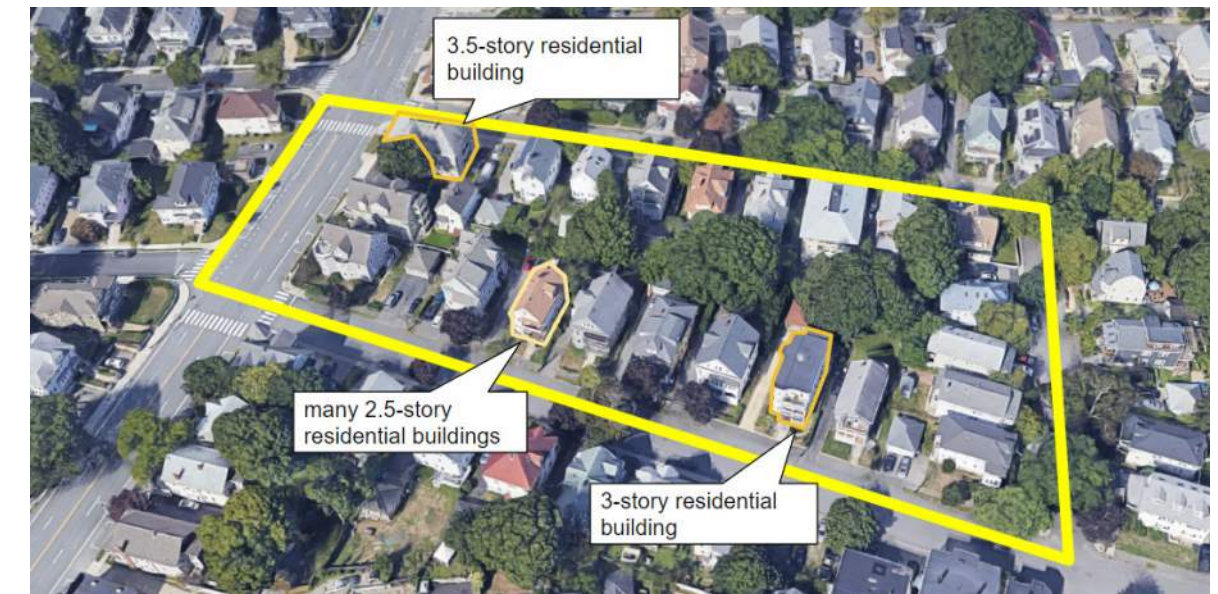 3.5-story residential
building
many 2.5-story
residential buildings
3-story residential
building